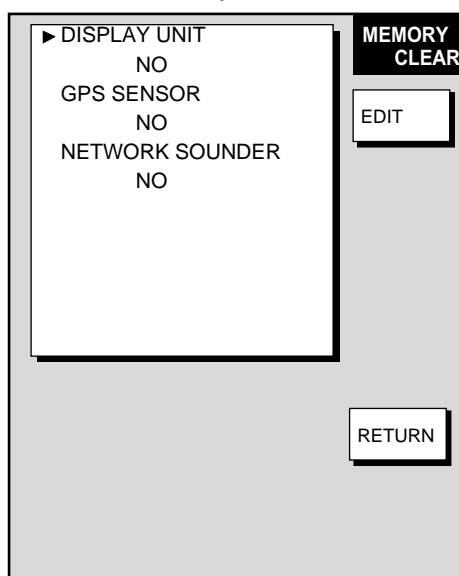 ▶ DISPLAY UNIT
NO
GPS SENSOR
NO
NETWORK SOUNDER
NO
MEMORY
CLEAR
EDIT
RETURN